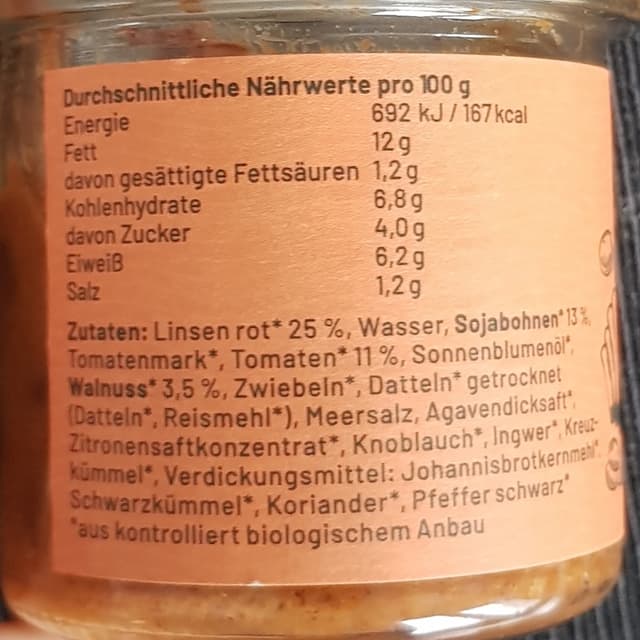 Durchschnittliche Nährwerte pro 100 g
Energie 692 kJ / 167 kcal
Fett 12 g
davon gesättigte Fettsäuren 1,2 g
Kohlenhydrate 6,8 g
davon Zucker 4,0 g
Eiweiß 6,2 g
Salz 1,2 g
Zutaten: Linsen rot* 25 %, Wasser, Sojabohnen* 13 %,
Tomatenmark*, Tomaten* 11 %, Sonnenblumenöl*,
Walnuss* 3,5 %, Zwiebeln*, Datteln* getrocknet
(Datteln*, Reismehl*), Meersalz, Agavendicksaft*,
Zitronensaftkonzentrat*, Knoblauch*, Ingwer*, Kreuz-
kümmel*, Verdickungsmittel: Johannisbrotkernmehl*,
Schwarzkümmel*, Koriander*, Pfeffer schwarz*
*aus kontrolliert biologischem Anbau